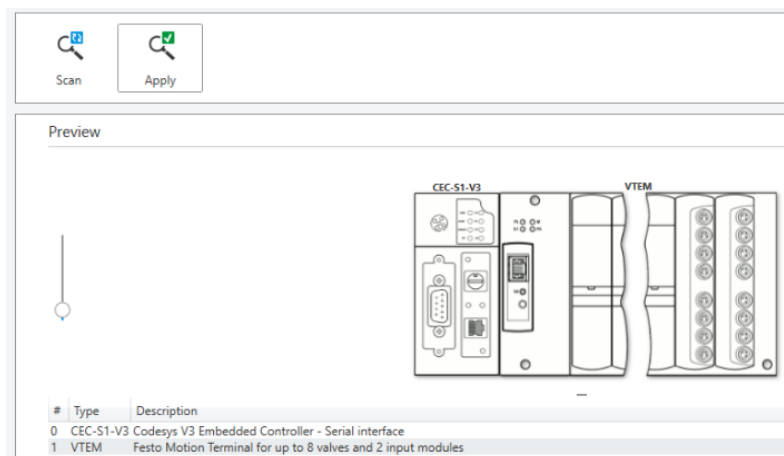 Scan Apply
Preview
CEC-S1-V3 VTEM
# Type Description
0 CEC-S1-V3 Codesys V3 Embedded Controller - Serial interface
1 VTEM Festo Motion Terminal for up to 8 valves and 2 input modules